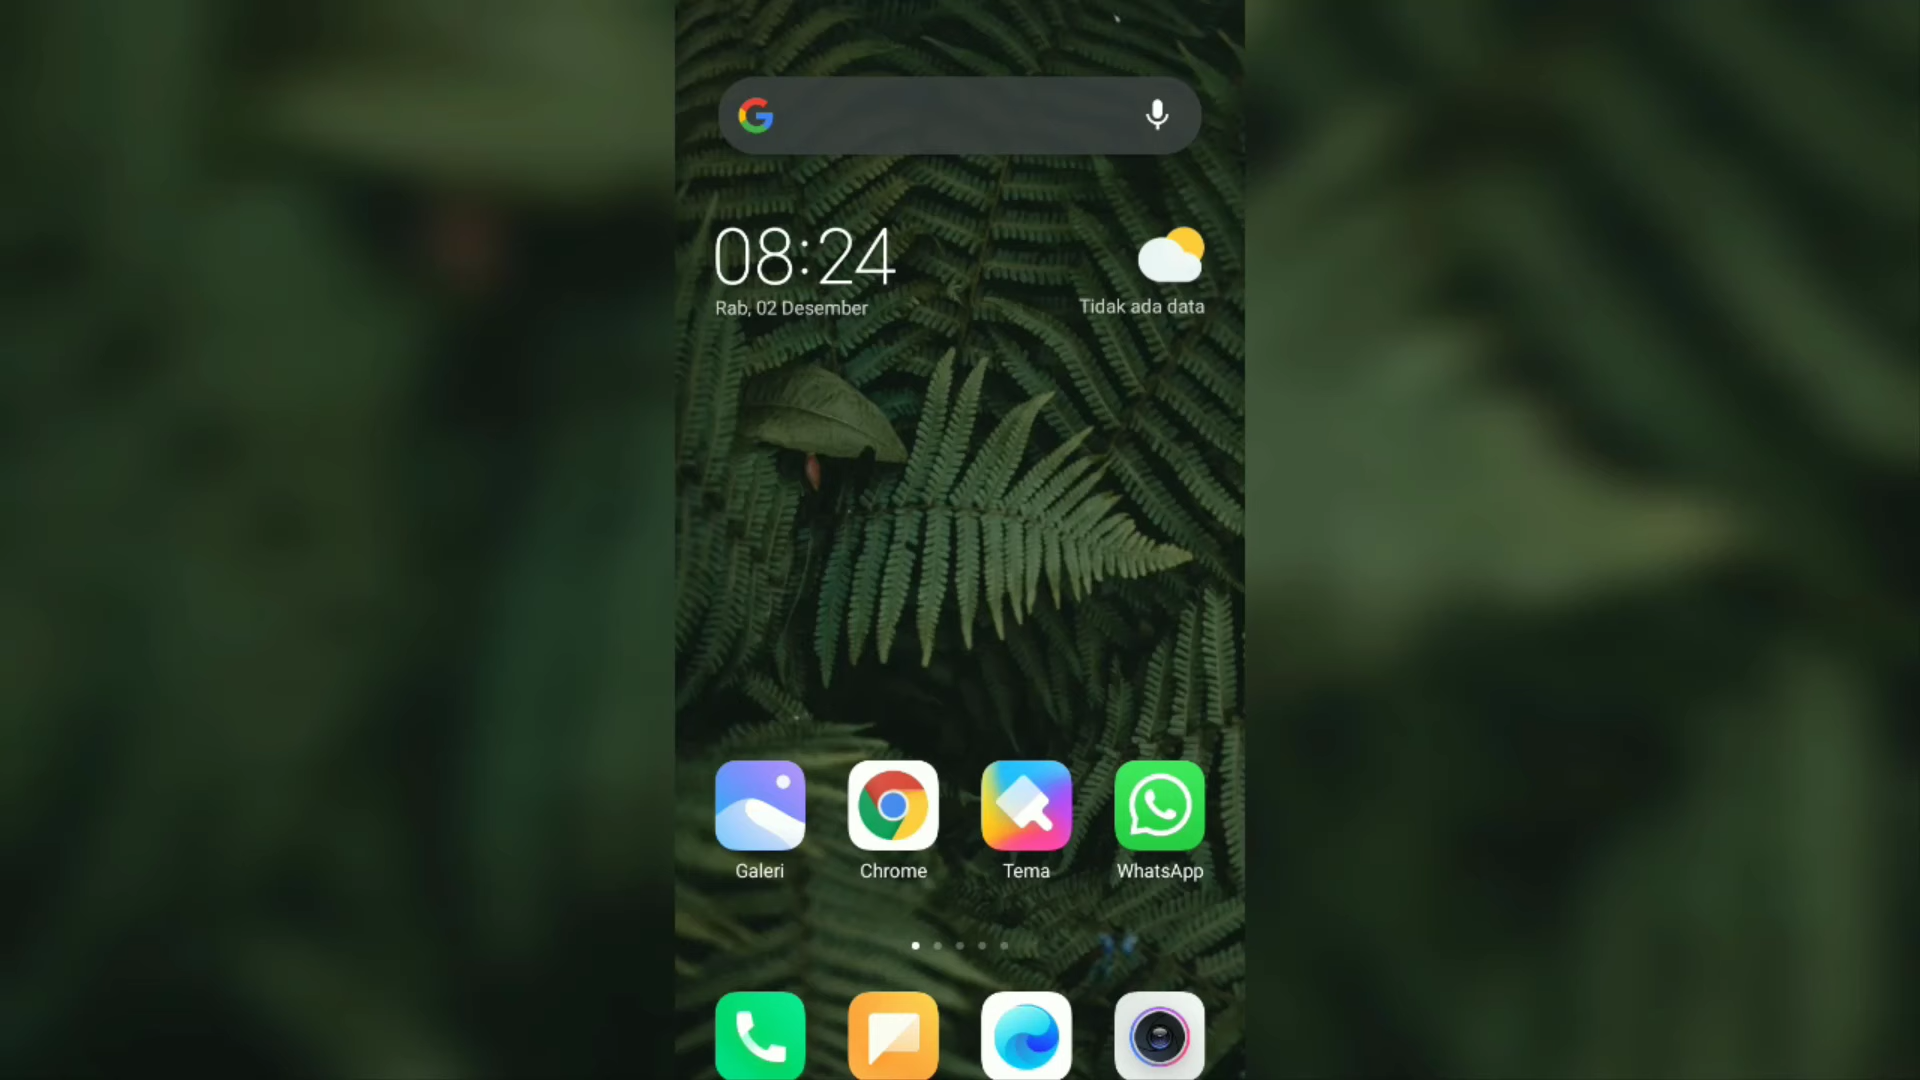 08:24
Rab, 02 Desember
Tidak ada data
Galeri
Chrome
Tema
WhatsApp